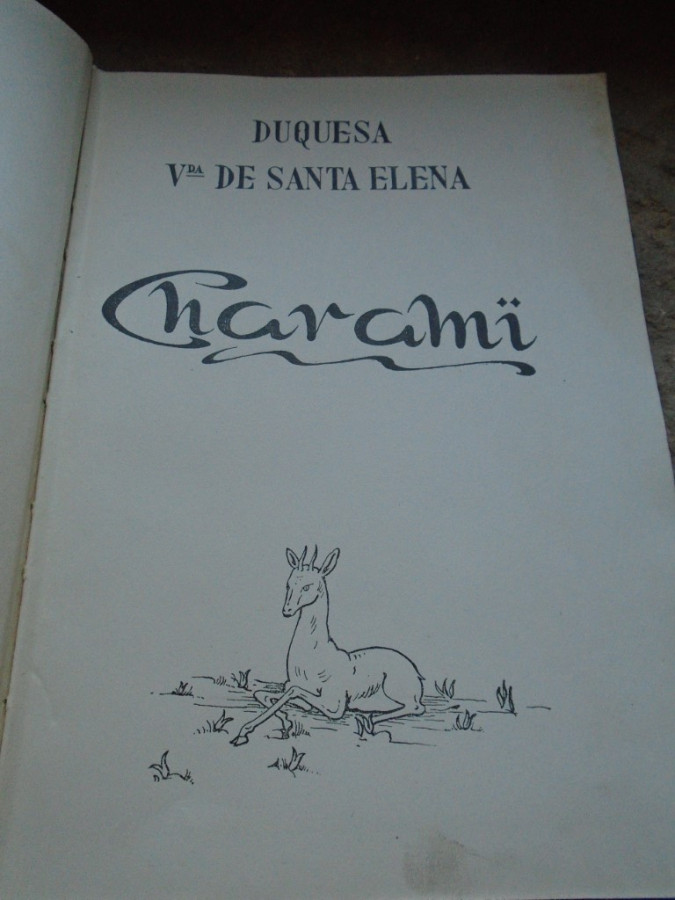 DUQUESA
Vᴰᴬ DE SANTA ELENA
Charamï